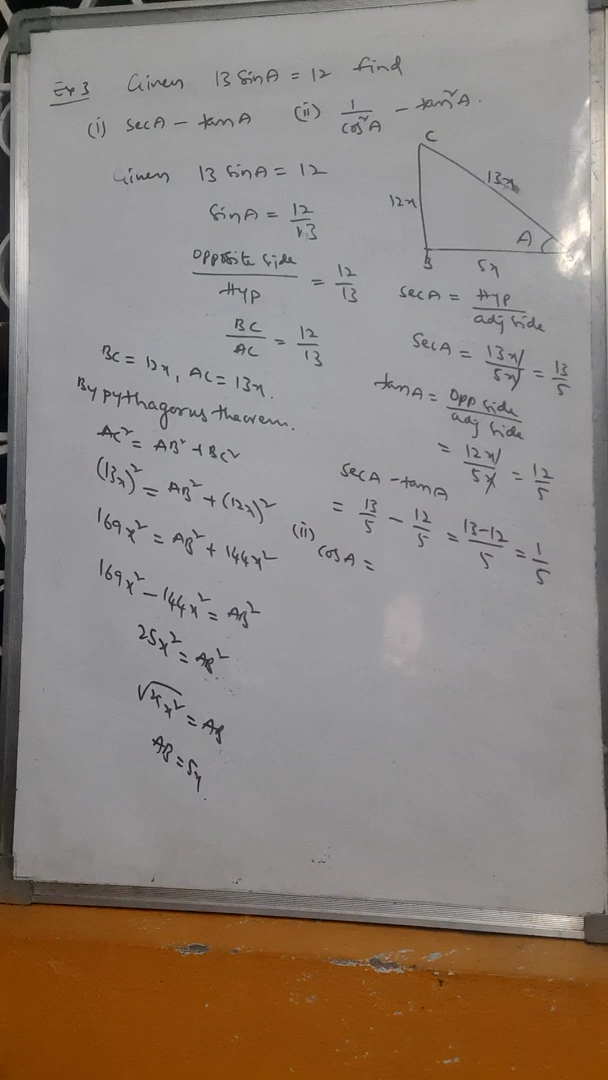 Ex 3 Given 13 sinA = 12 find
(i) secA - tanA (ii) 1/cos²A - tan²A.
Given 13 sinA = 12
sinA = 12/13
Opposite side/Hyp = 12/13
BC/AC = 12/13
BC = 12x, AC = 13x.
By pythagorus theorem.
AC² = AB² + BC²
(13x)² = AB² + (12x)²
169x² = AB² + 144x²
169x² - 144x² = AB²
25x² = AB²
= AB
AB = 5x.
C
12x
13x
A
B
5x
secA = Hyp/adj side
secA = 13x/5x = 13/5
tanA = Opp side/adj side
= 12x/5x = 12/5
secA - tanA
= 13/5 - 12/5 = 13-12/5 = 1/5
(ii) cosA =